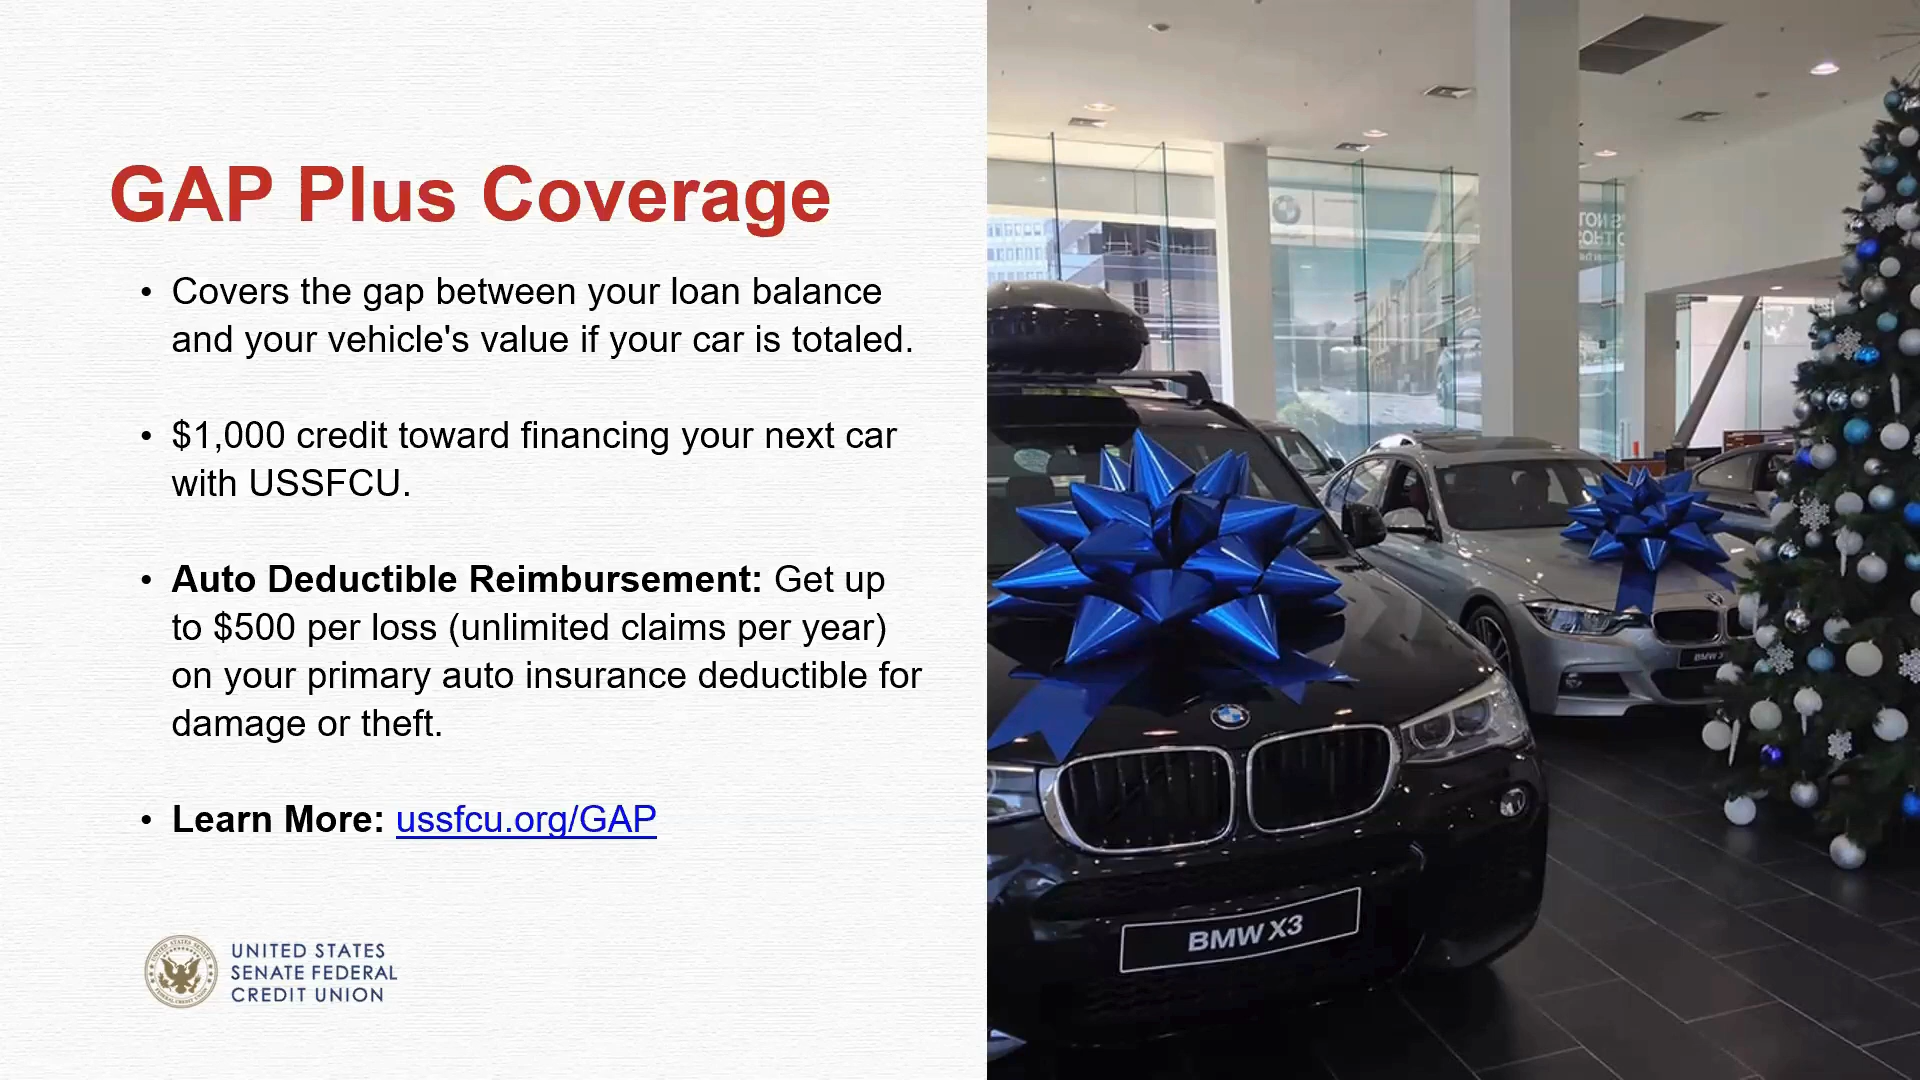 GAP Plus Coverage
• Covers the gap between your loan balance
and your vehicle's value if your car is totaled.
• $1,000 credit toward financing your next car
with USSFCU.
• Auto Deductible Reimbursement: Get up
to $500 per loss (unlimited claims per year)
on your primary auto insurance deductible for
damage or theft.
• Learn More: ussfcu.org/GAP
UNITED STATES
SENATE FEDERAL
CREDIT UNION
BMW X3
BMW 3